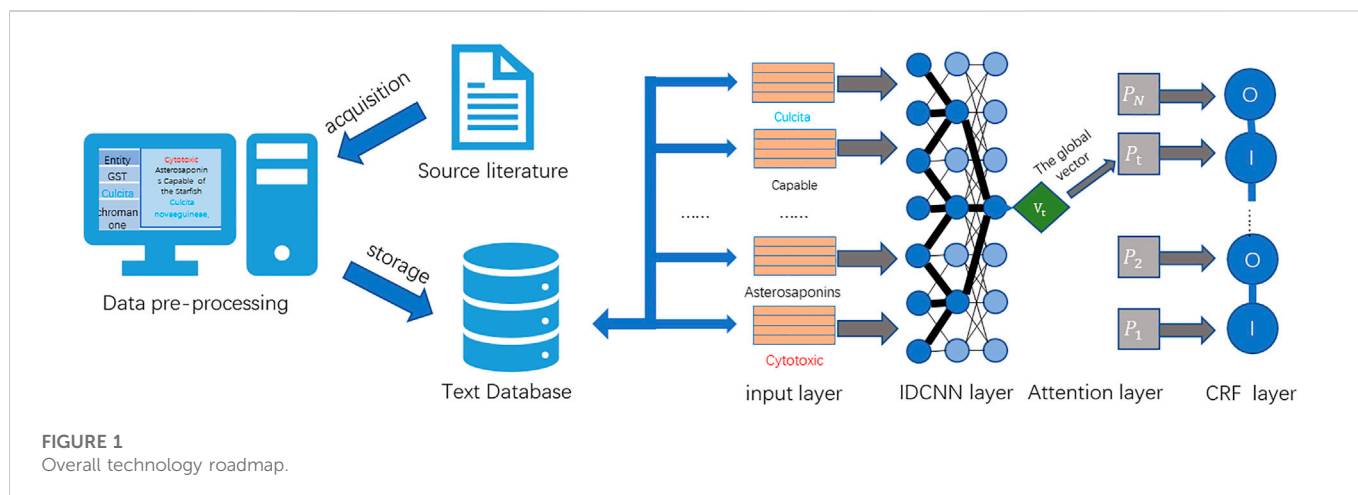 acquisition
Source literature
Entity
GST
Culcita
chroman
one
Cytotoxic
Asterosaponin
s Capable of
the Starfish
Culcita
novaeguineae,
Data pre-processing
storage
Text Database
Culcita
Capable
......
......
Asterosaponins
Cytotoxic
input layer
IDCNN layer
The global
vector
V_t
Attention layer
P_N
P_t
P_2
P_1
O
I
......
O
I
CRF layer
FIGURE 1
Overall technology roadmap.